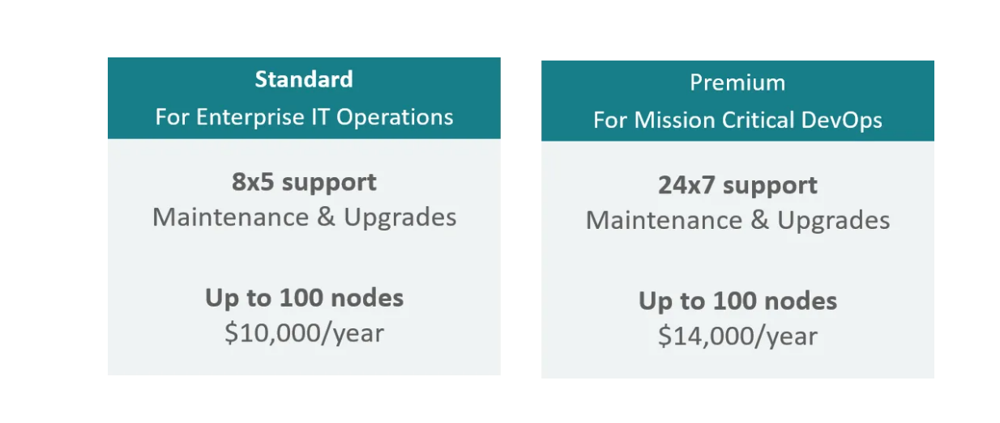 Standard
For Enterprise IT Operations
8x5 support
Maintenance & Upgrades
Up to 100 nodes
$10,000/year
Premium
For Mission Critical DevOps
24x7 support
Maintenance & Upgrades
Up to 100 nodes
$14,000/year